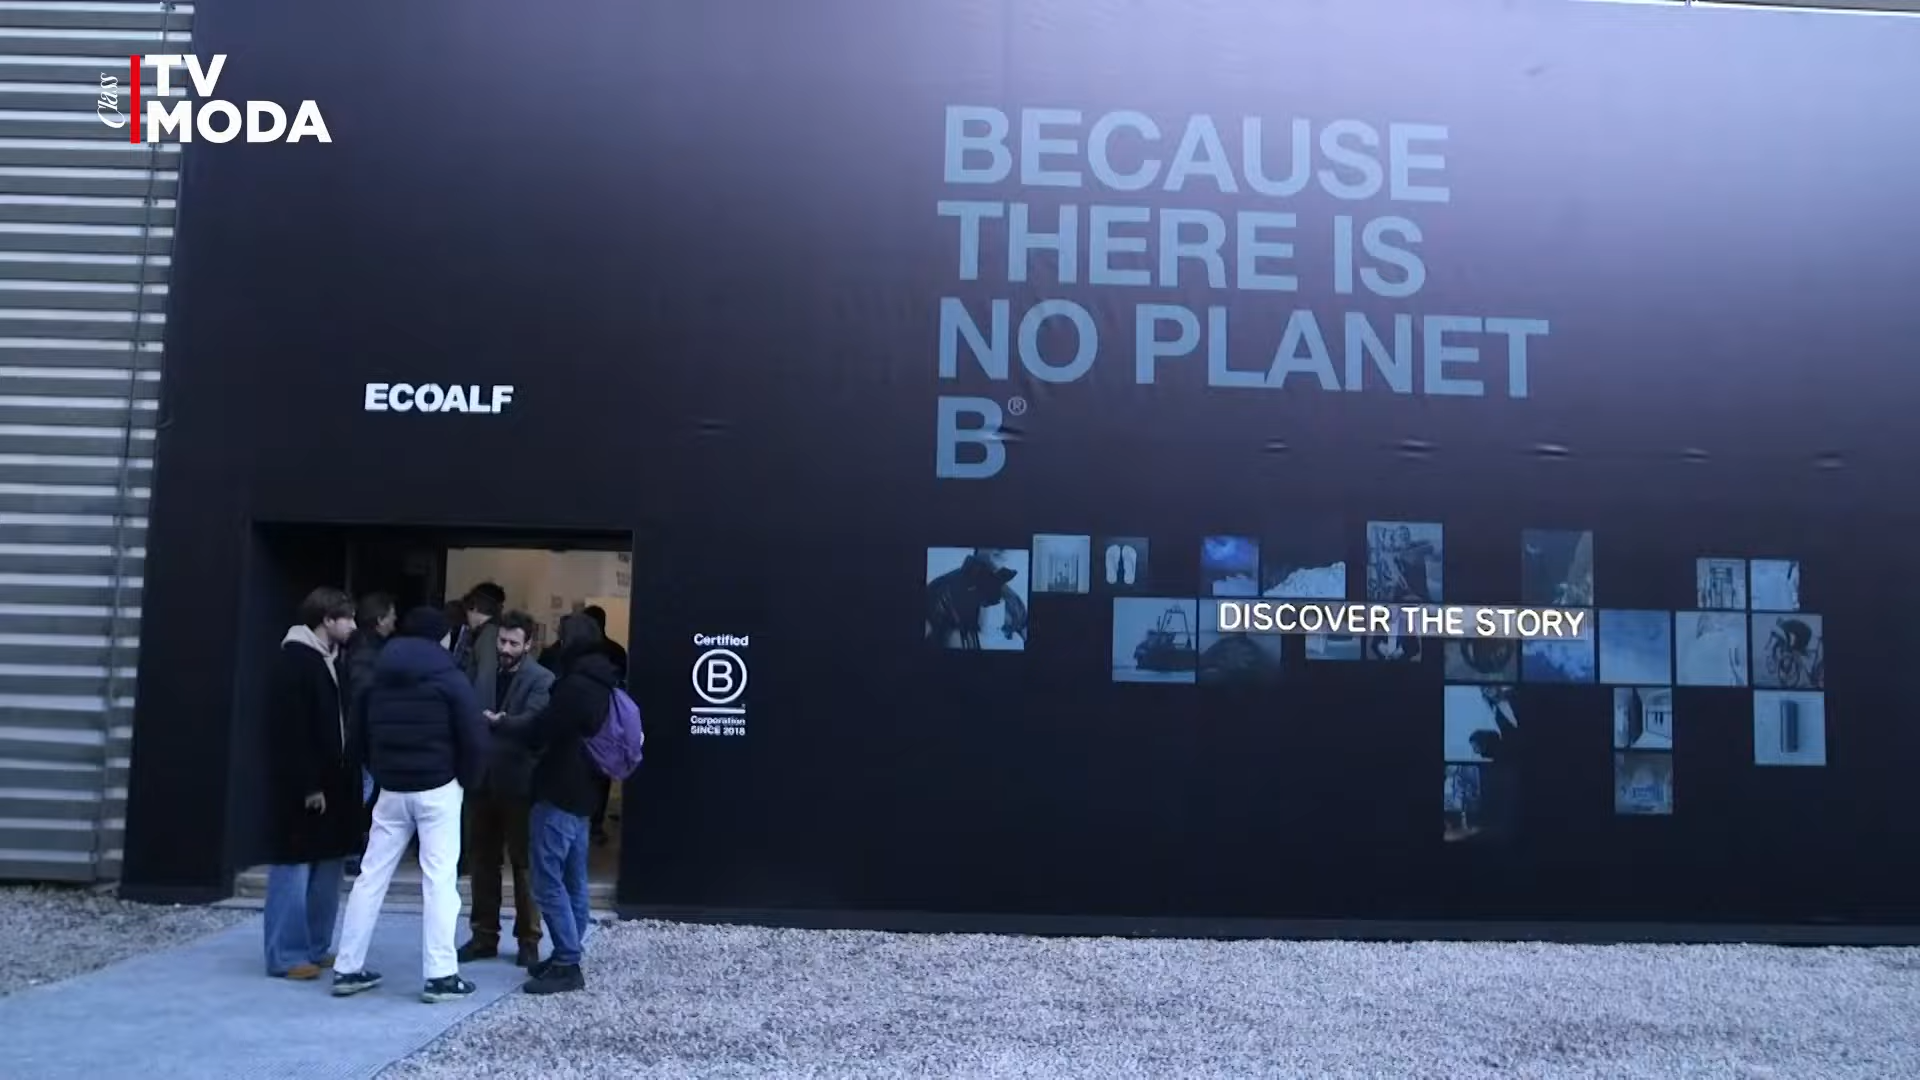 Class
TV
MODA
BECAUSE
THERE IS
NO PLANET
B®
ECOALF
DISCOVER THE STORY
Certified
B
Corporation
SINCE 2018